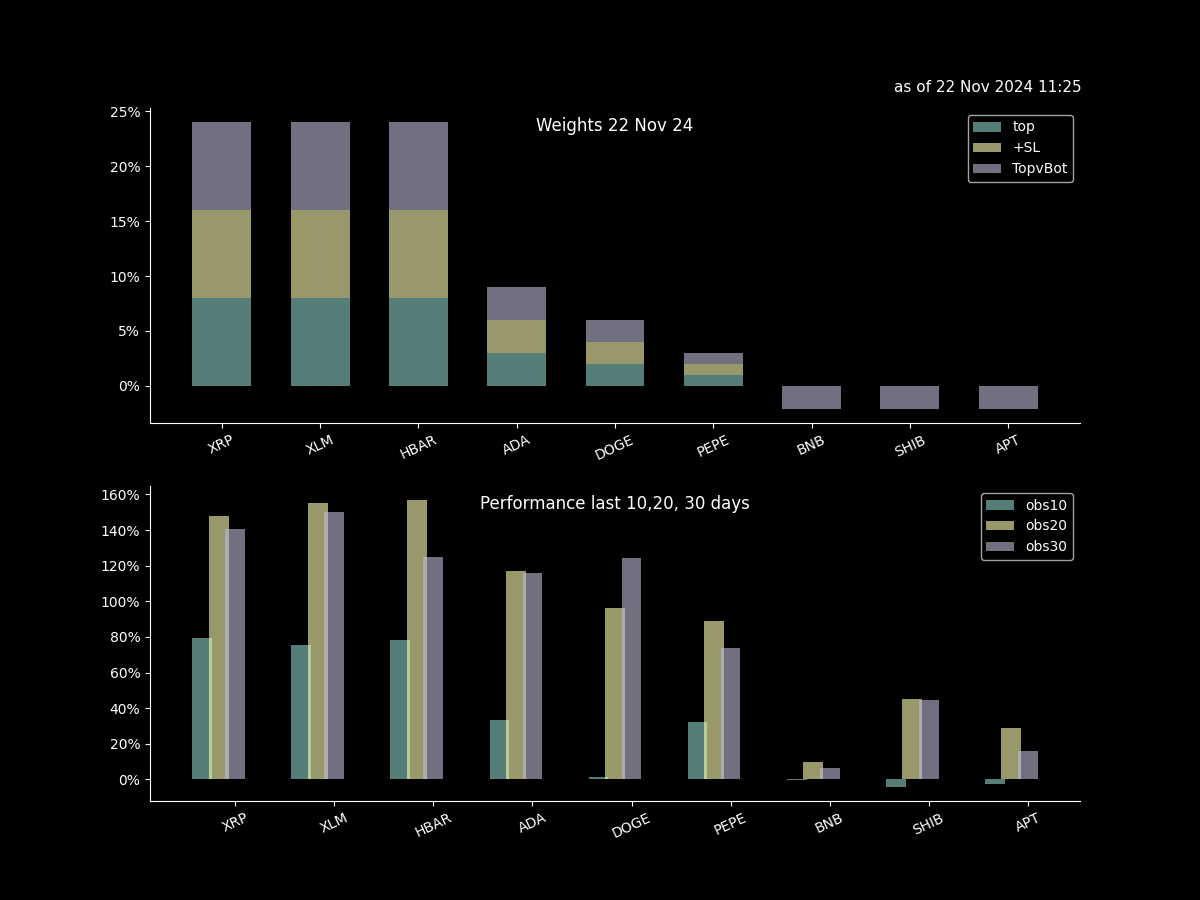 as of 22 Nov 2024 11:25
Weights 22 Nov 24
25%
20%
15%
10%
5%
0%
top
+SL
TopvBot
XRP
XLM
HBAR
ADA
DOGE
PEPE
BNB
SHIB
APT
Performance last 10,20, 30 days
160%
140%
120%
100%
80%
60%
40%
20%
0%
obs10
obs20
obs30
XRP
XLM
HBAR
ADA
DOGE
PEPE
BNB
SHIB
APT